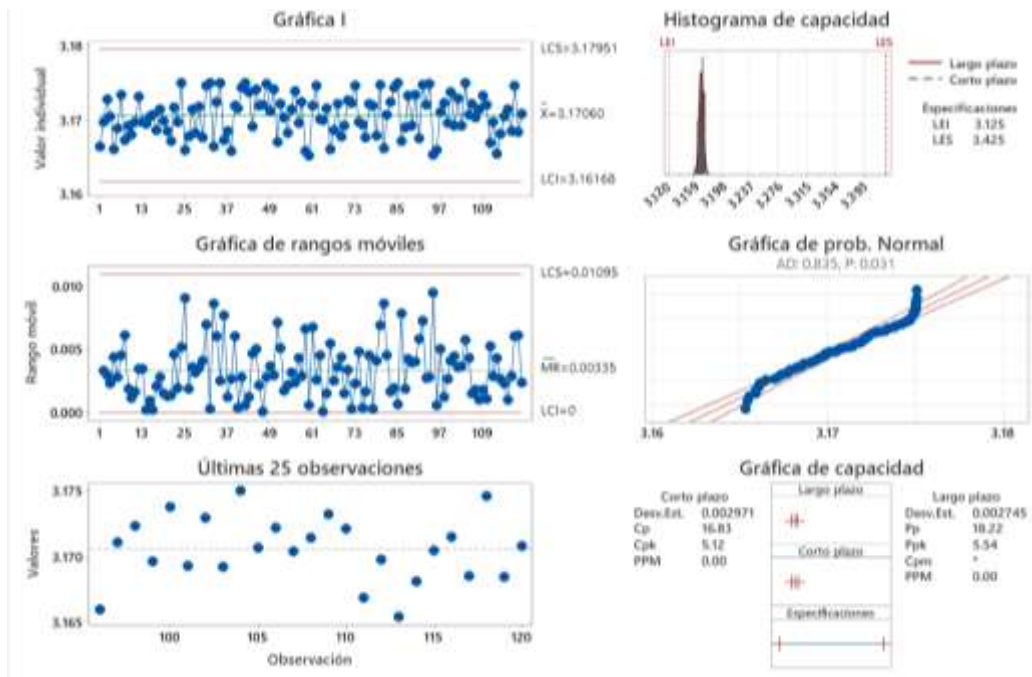 Gráfica I
3.18
3.17
3.16
Valor individual
1 13 25 37 49 61 73 85 97 109
LCS=3.17951
X̄=3.17060
LCI=3.16168
Histograma de capacidad
LEI LES
Largo plazo
Corto plazo
Especificaciones
LEI 3.125
LES 3.425
3.120 3.159 3.198 3.237 3.276 3.315 3.354 3.393
Gráfica de rangos móviles
0.010
0.005
0.000
Rango móvil
1 13 25 37 49 61 73 85 97 109
LCS=0.01095
MR=0.00335
LCI=0
Gráfica de prob. Normal
AD: 0.835, P: 0.031
3.16 3.17 3.18
Últimas 25 observaciones
3.175
3.170
3.165
Valores
100 105 110 115 120
Observación
Gráfica de capacidad
Corto plazo
Desv.Est. 0.002971
Cp 16.83
Cpk 5.12
PPM 0.00
Largo plazo
Corto plazo
Especificaciones
Largo plazo
Desv.Est. 0.002745
Pp 18.22
Ppk 5.54
Cpm *
PPM 0.00